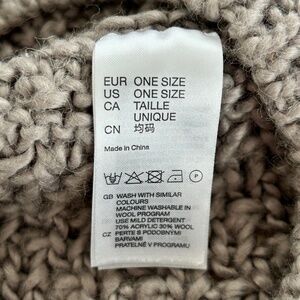 EUR ONE SIZE
US ONE SIZE
CA TAILLE
UNIQUE
CN 均码
Made in China
P
GB WASH WITH SIMILAR
COLOURS
MACHINE WASHABLE IN
WOOL PROGRAM
USE MILD DETERGENT
70% ACRYLIC 30% WOOL
CZ PERTE S PODOBNÝMI
BARVAMI
PRATELNÉ V PROGRAMU